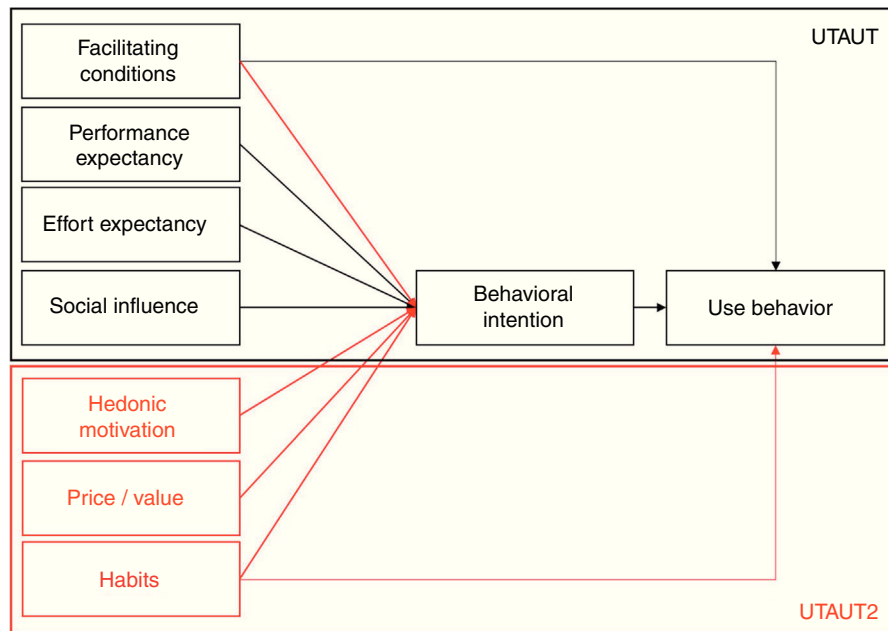 UTAUT
Facilitating
conditions
Performance
expectancy
Effort expectancy
Social influence
Behavioral
intention
Use behavior
Hedonic
motivation
Price / value
Habits
UTAUT2